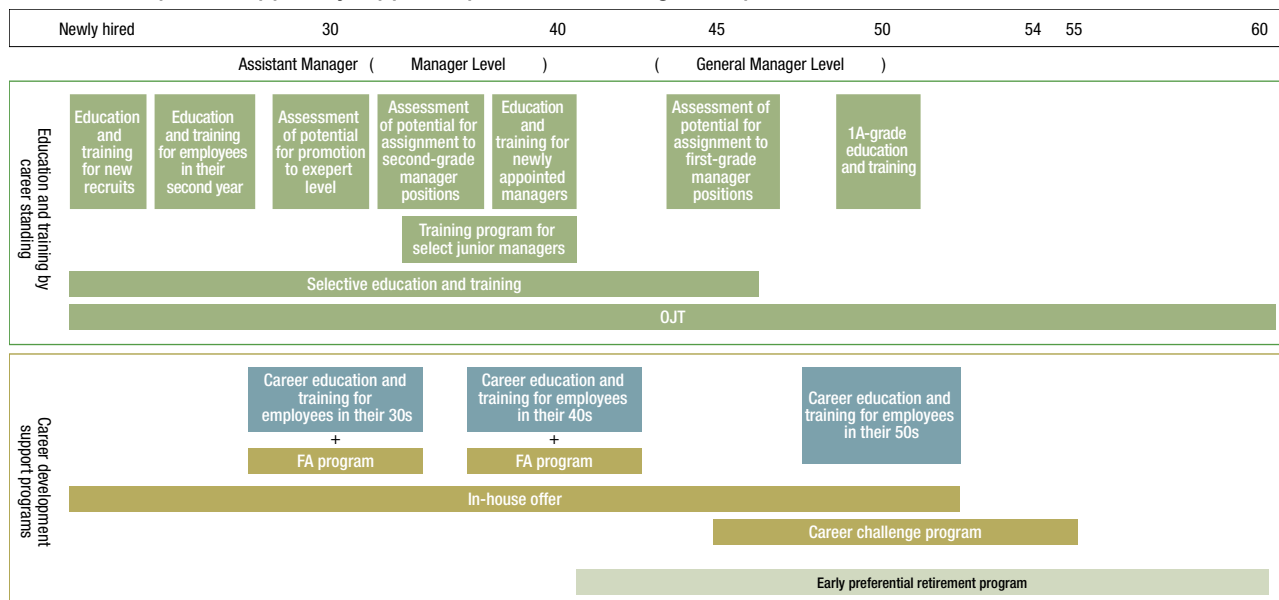 Newly hired 30 40 45 50 54 55 60
Assistant Manager ( Manager Level ) ( General Manager Level )
Education and training by
career standing
Education
and
training
for new
recruits
Education
and training
for employees
in their
second year
Assessment
of potential
for promotion
to exepert
level
Assessment
of potential for
assignment to
second-grade
manager
positions
Education
and
training for
newly
appointed
managers
Assessment of
potential for
assignment to
first-grade
manager
positions
1A-grade
education
and training
Training program for
select junior managers
Selective education and training
OJT
Career development
support programs
Career education and
training for
employees in their 30s
+
FA program
Career education and
training for employees
in their 40s
+
FA program
Career education and
training for employees
in their 50s
In-house offer
Career challenge program
Early preferential retirement program